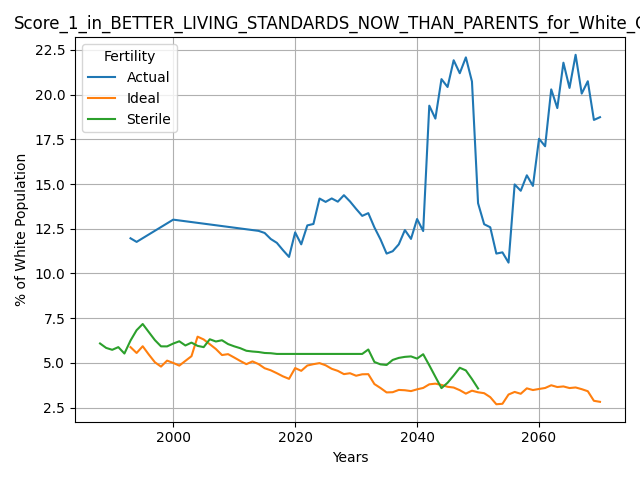 Score_1_in_BETTER_LIVING_STANDARDS_NOW_THAN_PARENTS_for_White_
Fertility
Actual
Ideal
Sterile
22.5
20.0
17.5
15.0
12.5
10.0
7.5
5.0
2.5
% of White Population
2000
2020
2040
2060
Years